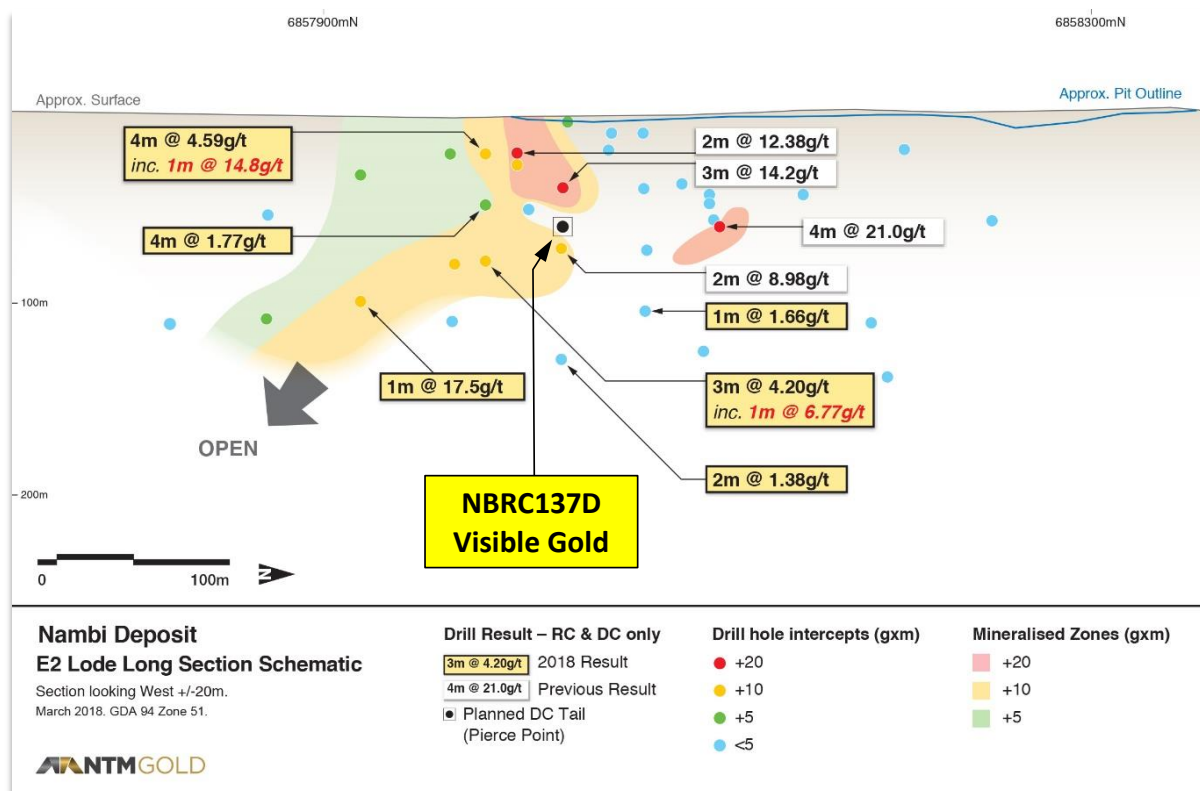 6857900mN
6858300mN
Approx. Surface
Approx. Pit Outline
4m @ 4.59g/t
inc. 1m @ 14.8g/t
2m @ 12.38g/t
3m @ 14.2g/t
4m @ 1.77g/t
4m @ 21.0g/t
2m @ 8.98g/t
100m
1m @ 1.66g/t
1m @ 17.5g/t
3m @ 4.20g/t
inc. 1m @ 6.77g/t
OPEN
2m @ 1.38g/t
200m
NBRC137D
Visible Gold
0
100m
N
Nambi Deposit
E2 Lode Long Section Schematic
Section looking West +/-20m.
March 2018. GDA 94 Zone 51.
NTMGOLD
Drill Result – RC & DC only
3m @ 4.20g/t 2018 Result
4m @ 21.0g/t Previous Result
Planned DC Tail
(Pierce Point)
Drill hole intercepts (gxm)
+20
+10
+5
<5
Mineralised Zones (gxm)
+20
+10
+5